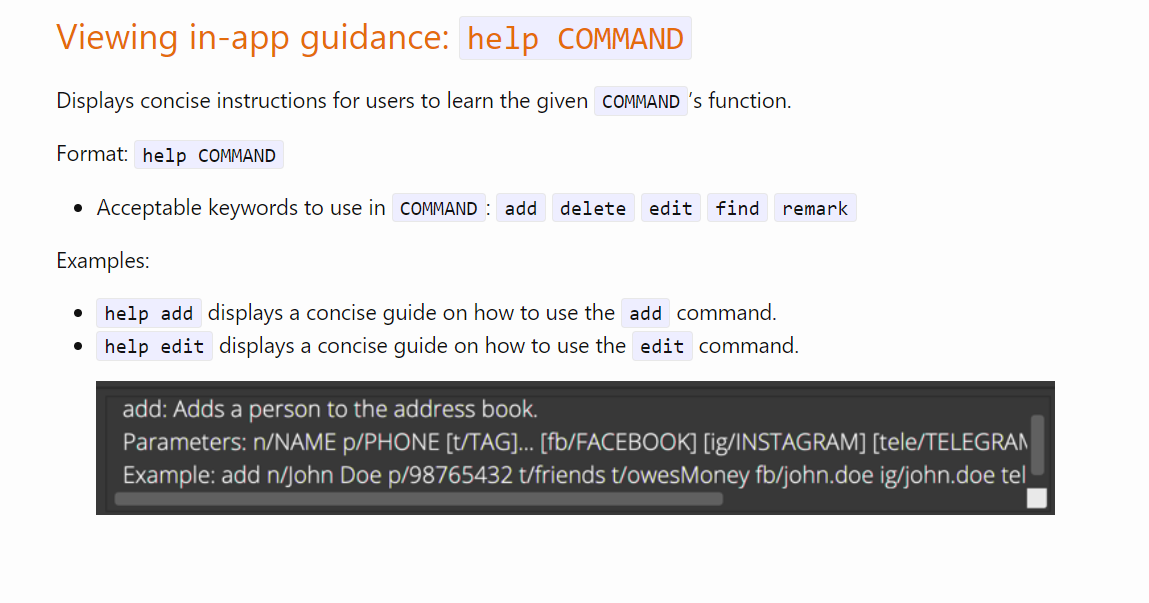 Viewing in-app guidance: help COMMAND
Displays concise instructions for users to learn the given COMMAND's function.
Format: help COMMAND
Acceptable keywords to use in COMMAND: add delete edit find remark
Examples:
help add displays a concise guide on how to use the add command.
help edit displays a concise guide on how to use the edit command.
add: Adds a person to the address book.
Parameters: n/NAME p/PHONE [t/TAG]... [fb/FACEBOOK] [ig/INSTAGRAM] [tele/TELEGRAM
Example: add n/John Doe p/98765432 t/friends t/owesMoney fb/john.doe ig/john.doe tel